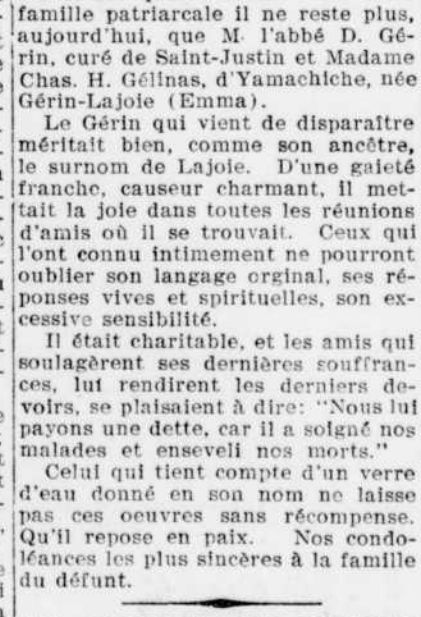 famille patriarcale il ne reste plus,
aujourd'hui, que M. l'abbé D. Gé-
rin, curé de Saint-Justin et Madame
Chas. H. Gélinas, d'Yamachiche, née
Gérin-Lajoie (Emma).
Le Gérin qui vient de disparaître
méritait bien, comme son ancêtre,
le surnom de Lajoie. D'une gaieté
franche, causeur charmant, il met-
tait la joie dans toutes les réunions
d'amis où il se trouvait. Ceux qui
l'ont connu intimement ne pourront
oublier son langage orginal, ses ré-
ponses vives et spirituelles, son ex-
cessive sensibilité.
Il était charitable, et les amis qui
soulagèrent ses dernières souffran-
ces, lui rendirent les derniers de-
voirs, se plaisaient à dire: "Nous lui
payons une dette, car il a soigné nos
malades et enseveli nos morts."
Celui qui tient compte d'un verre
d'eau donné en son nom ne laisse
pas ces oeuvres sans récompense.
Qu'il repose en paix. Nos condo-
léances les plus sincères à la famille
du défunt.